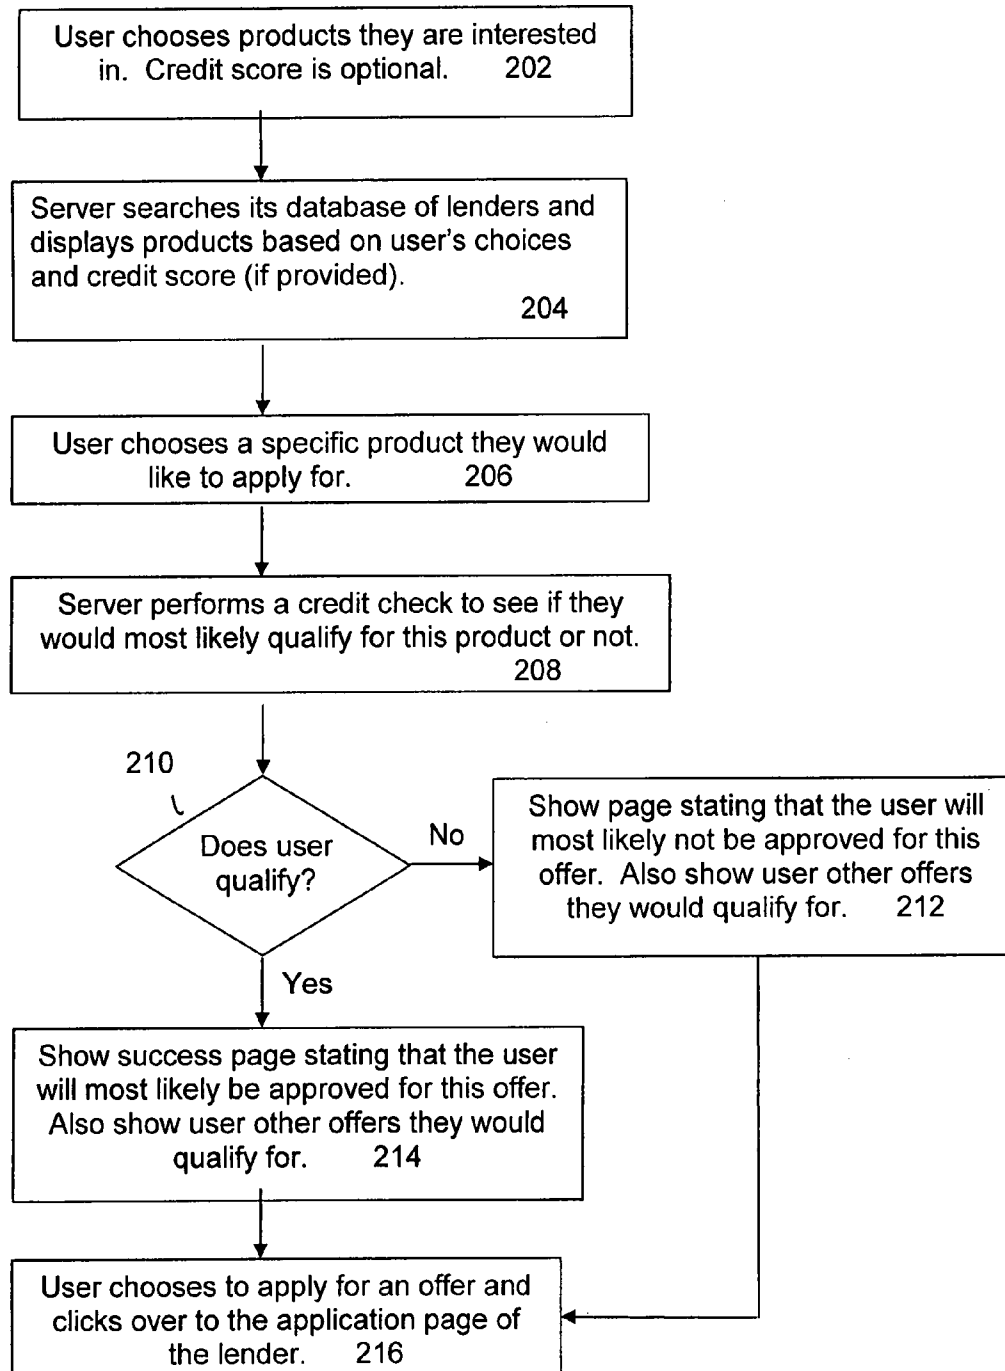 User chooses products they are interested
in. Credit score is optional. 202
Server searches its database of lenders and
displays products based on user's choices
and credit score (if provided).
204
User chooses a specific product they would
like to apply for. 206
Server performs a credit check to see if they
would most likely qualify for this product or not.
208
210
Does user
qualify?
No
Show page stating that the user will
most likely not be approved for this
offer. Also show user other offers
they would qualify for. 212
Yes
Show success page stating that the user
will most likely be approved for this offer.
Also show user other offers they would
qualify for. 214
User chooses to apply for an offer and
clicks over to the application page of
the lender. 216